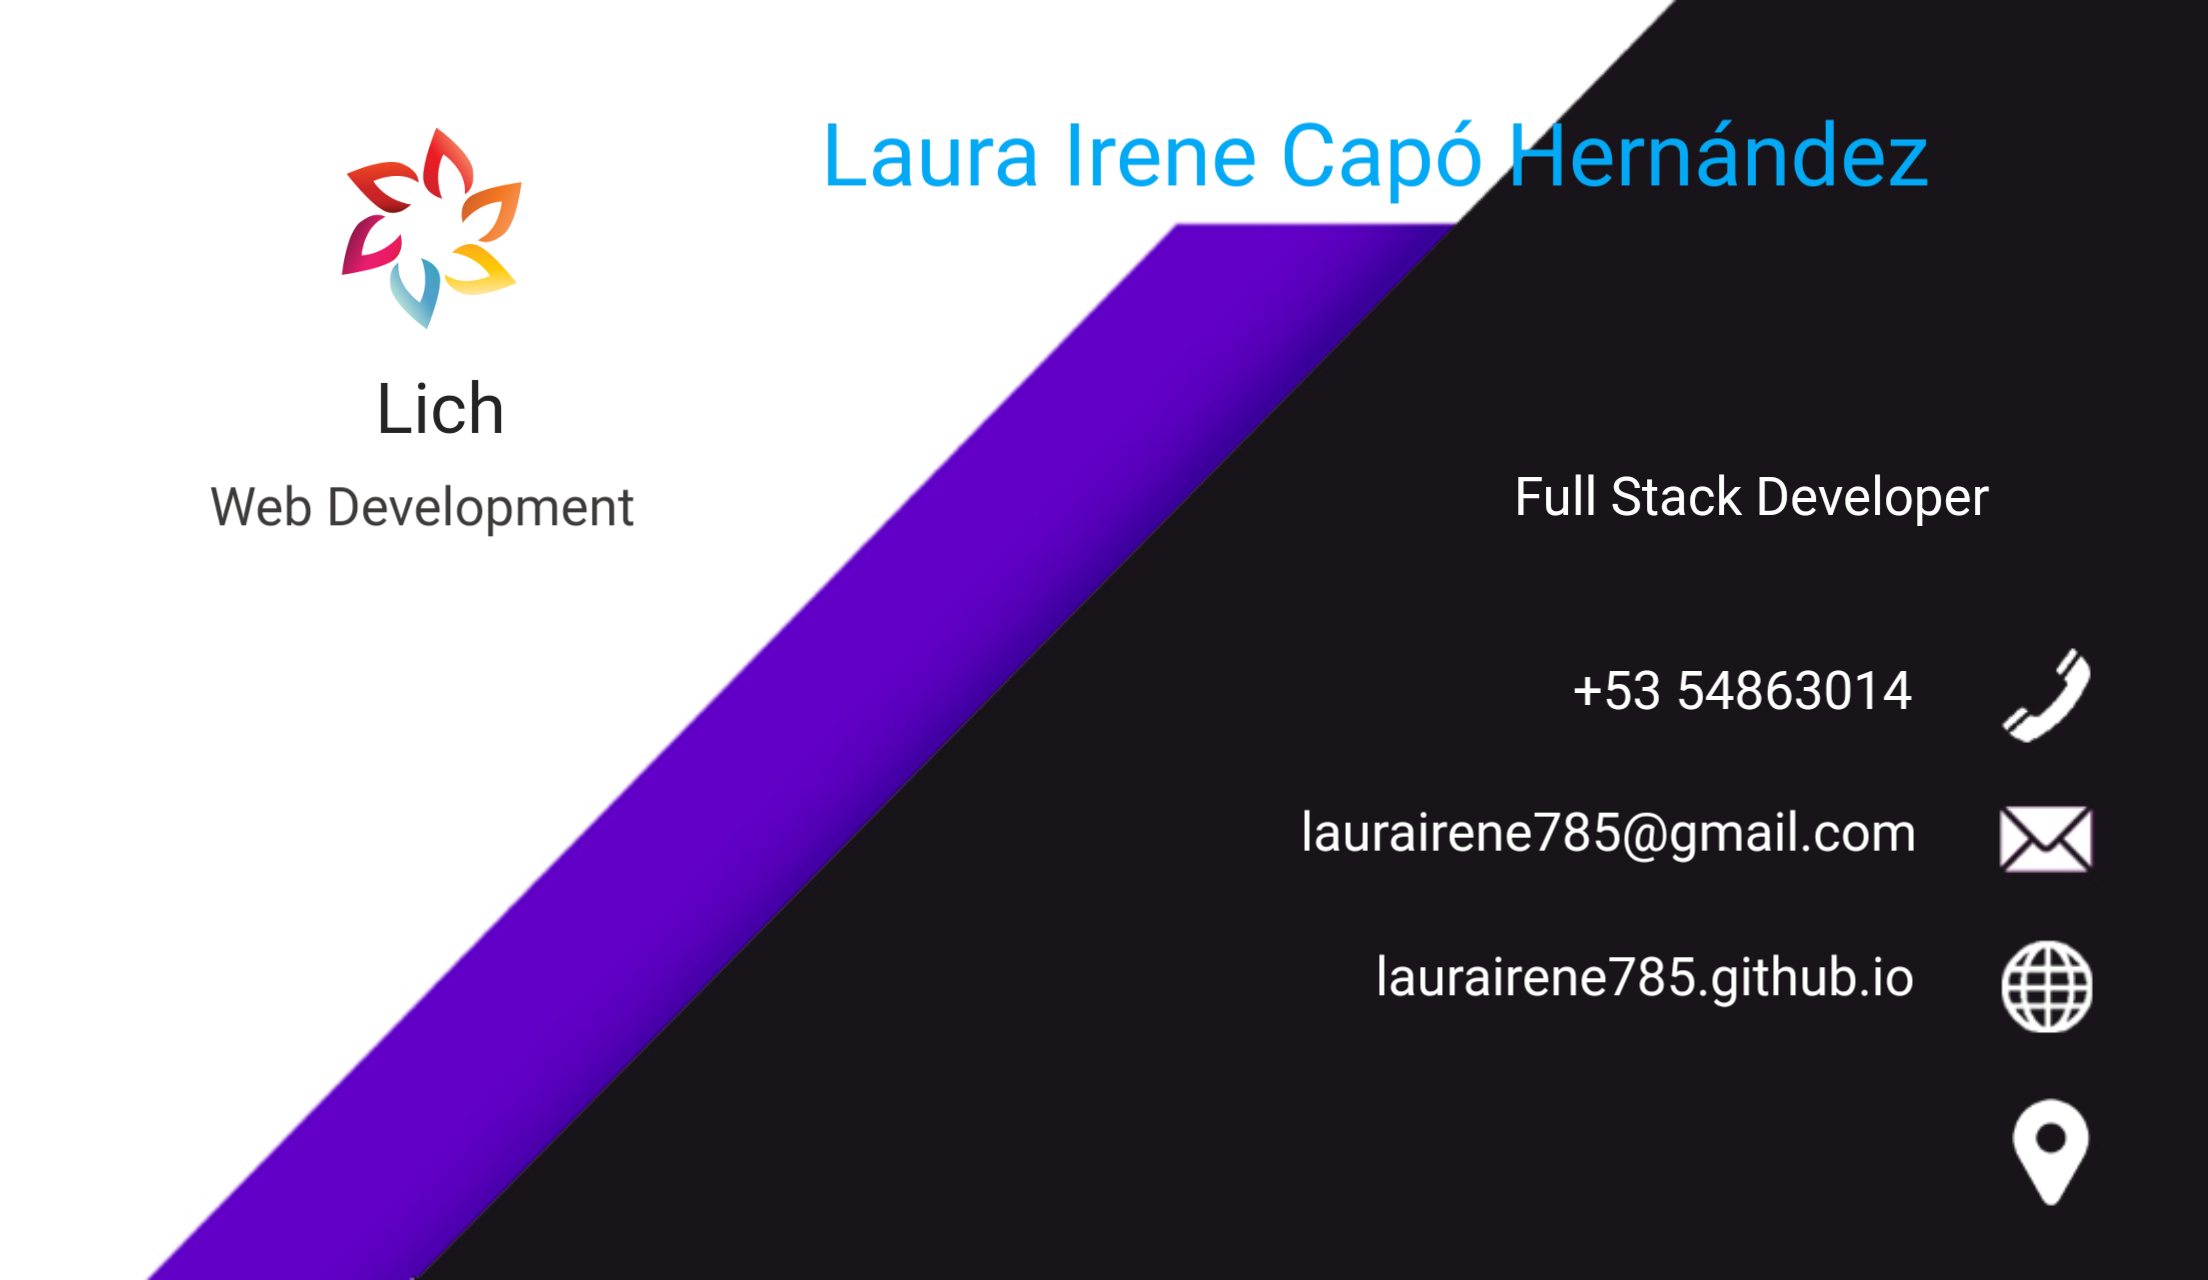 Laura Irene Capó Hernández
Lich
Web Development
Full Stack Developer
+53 54863014
laurairene785@gmail.com
laurairene785.github.io